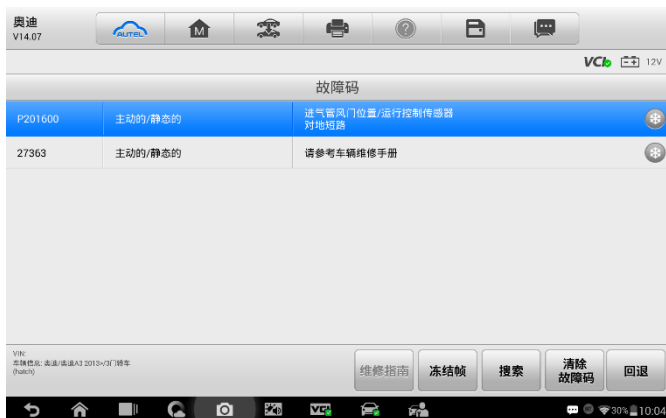 奥迪
V14.07
AUTEL
M
?
VCI
12V
故障码
P201600
主动的/静态的
进气管风门位置/运行控制传感器
对地短路
27363
主动的/静态的
请参考车辆维修手册
VIN:
车辆信息: 奥迪/奥迪A3 2013>/3门轿车
(hatch)
维修指南
冻结帧
搜索
清除
故障码
回退
VCI
30%
10:04